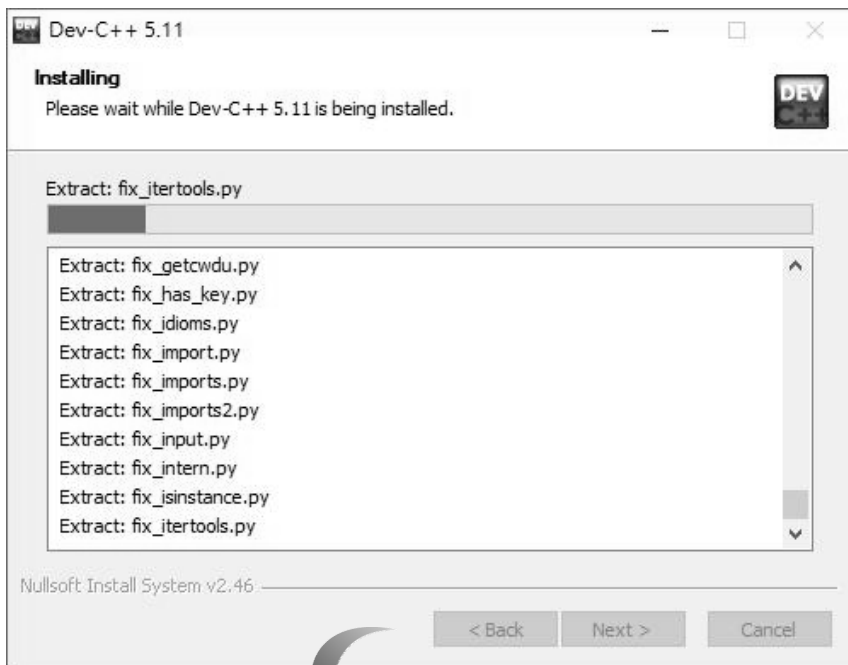 DEV
C++
Dev-C++ 5.11
Installing
Please wait while Dev-C++ 5.11 is being installed.
DEV
C++
Extract: fix_itertools.py
Extract: fix_getcwdu.py
Extract: fix_has_key.py
Extract: fix_idioms.py
Extract: fix_import.py
Extract: fix_imports.py
Extract: fix_imports2.py
Extract: fix_input.py
Extract: fix_intern.py
Extract: fix_isinstance.py
Extract: fix_itertools.py
Nullsoft Install System v2.46
< Back Next > Cancel